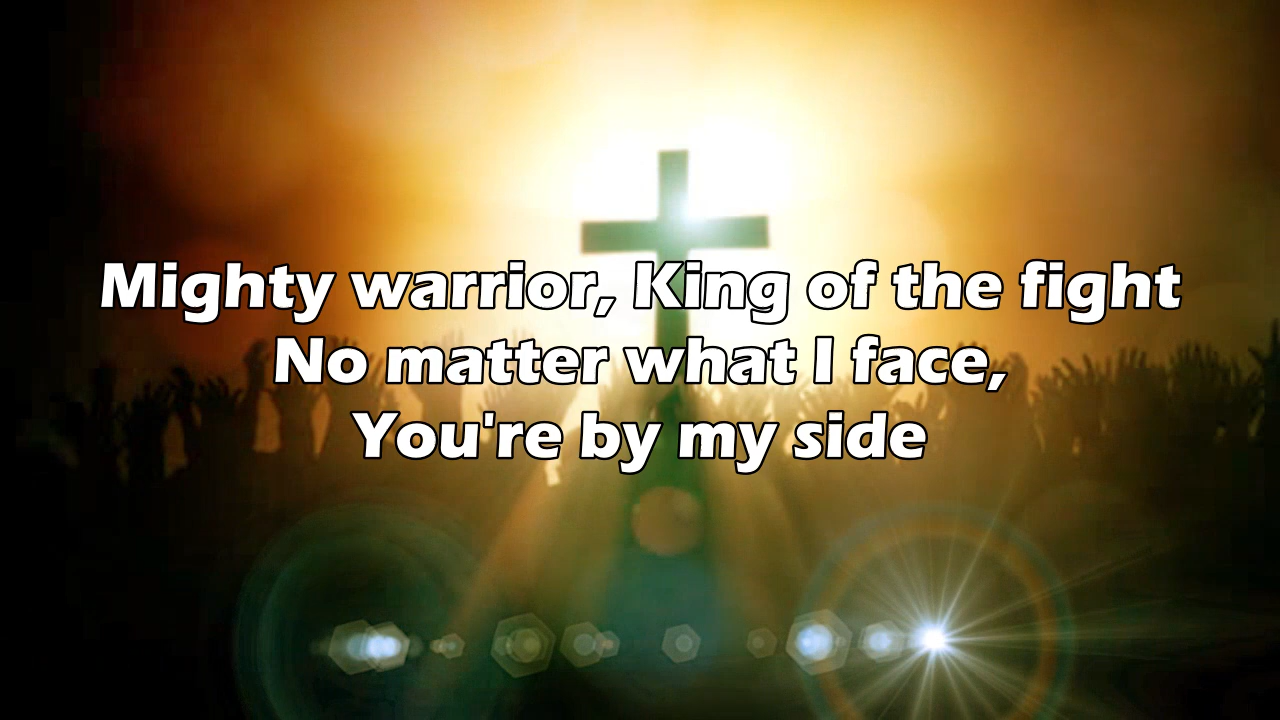 Mighty warrior, King of the fight
No matter what I face,
You're by my side